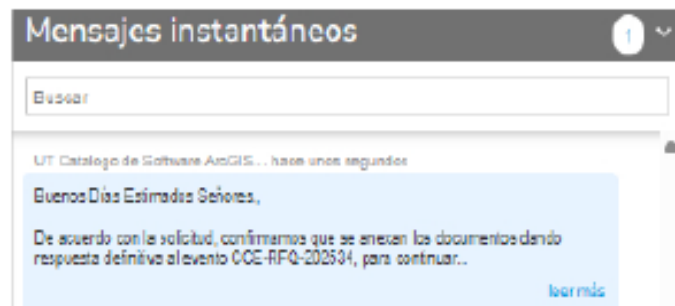 Mensajes instantáneos
1
Buscar
UT Catalogo de Software ArcGIS... hace unos segundos
Buenos Días Estimados Señores,
De acuerdo con la solicitud, confirmamos que se anexan los documentos dando
respuesta definitiva al evento CCE-RFQ-202534, para continuar...
leer más